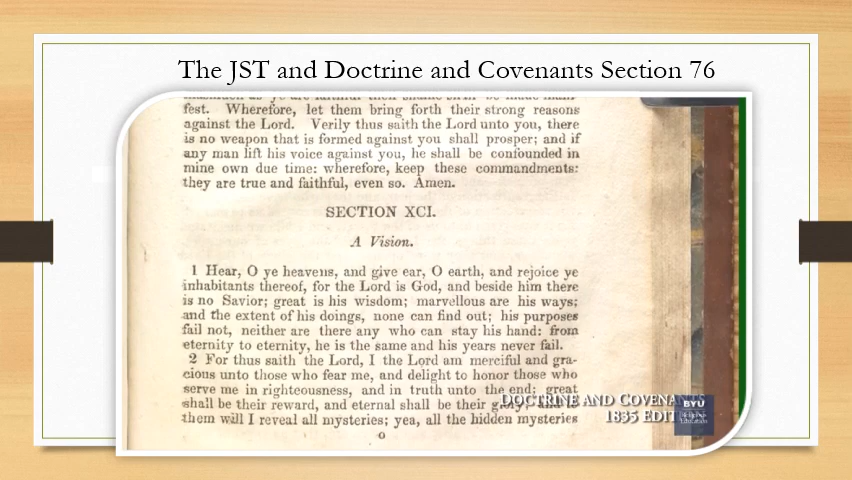 The JST and Doctrine and Covenants Section 76
fest. Wherefore, let them bring forth their strong reasons
against the Lord. Verily thus saith the Lord unto you, there
is no weapon that is formed against you shall prosper; and if
any man lift his voice against you, he shall be confounded in
mine own due time: wherefore, keep these commandments:
they are true and faithful, even so. Amen.
SECTION XCI.
A Vision.
1 Hear, O ye heavens, and give ear, O earth, and rejoice ye
inhabitants thereof, for the Lord is God, and beside him there
is no Savior; great is his wisdom; marvellous are his ways;
and the extent of his doings, none can find out; his purposes
fail not, neither are there any who can stay his hand: from
eternity to eternity, he is the same and his years never fail.
2 For thus saith the Lord, I the Lord am merciful and gra-
cious unto those who fear me, and delight to honor those who
serve me in righteousness, and in truth unto the end; great
shall be their reward, and eternal shall be their
them will I reveal all mysteries; yea, all the hidden mysteries
DOCTRINE AND
1835
BYU